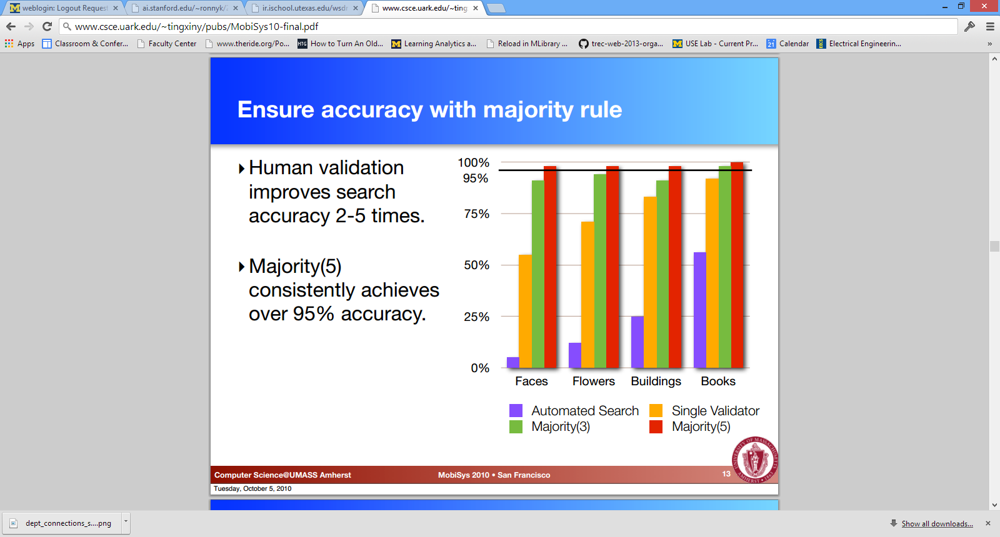 weblogin: Logout Request
ai.stanford.edu/~ronnyk/2
ir.ischool.utexas.edu/wsdm
www.csce.uark.edu/~ting
www.csce.uark.edu/~tingxiny/pubs/MobiSys10-final.pdf
Apps
Classroom & Confer...
Faculty Center
www.theride.org/Po...
HTG
How to Turn An Old...
M
Learning Analytics a...
Reload in MLibrary ...
trec-web-2013-orga...
M
USE Lab - Current Pr...
21
Calendar
EECS
Electrical Engineerin...
»
Ensure accuracy with majority rule
Human validation
improves search
accuracy 2-5 times.
Majority(5)
consistently achieves
over 95% accuracy.
100%
95%
75%
50%
25%
0%
Faces
Flowers
Buildings
Books
Automated Search
Single Validator
Majority(3)
Majority(5)
Computer Science@UMASS Amherst
MobiSys 2010 • San Francisco
13
Tuesday, October 5, 2010
dept_connections_s....png
Show all downloads...